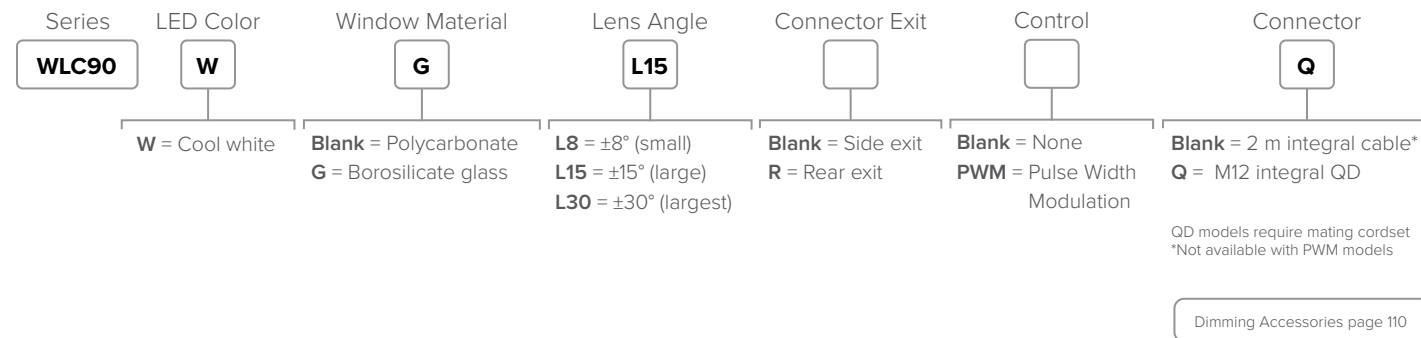 Series
LED Color
Window Material
Lens Angle
Connector Exit
Control
Connector
WLC90
W
G
L15
Q
W = Cool white
Blank = Polycarbonate
G = Borosilicate glass
L8 = ±8° (small)
L15 = ±15° (large)
L30 = ±30° (largest)
Blank = Side exit
R = Rear exit
Blank = None
PWM = Pulse Width
Modulation
Blank = 2 m integral cable*
Q = M12 integral QD
QD models require mating cordset
*Not available with PWM models
Dimming Accessories page 110